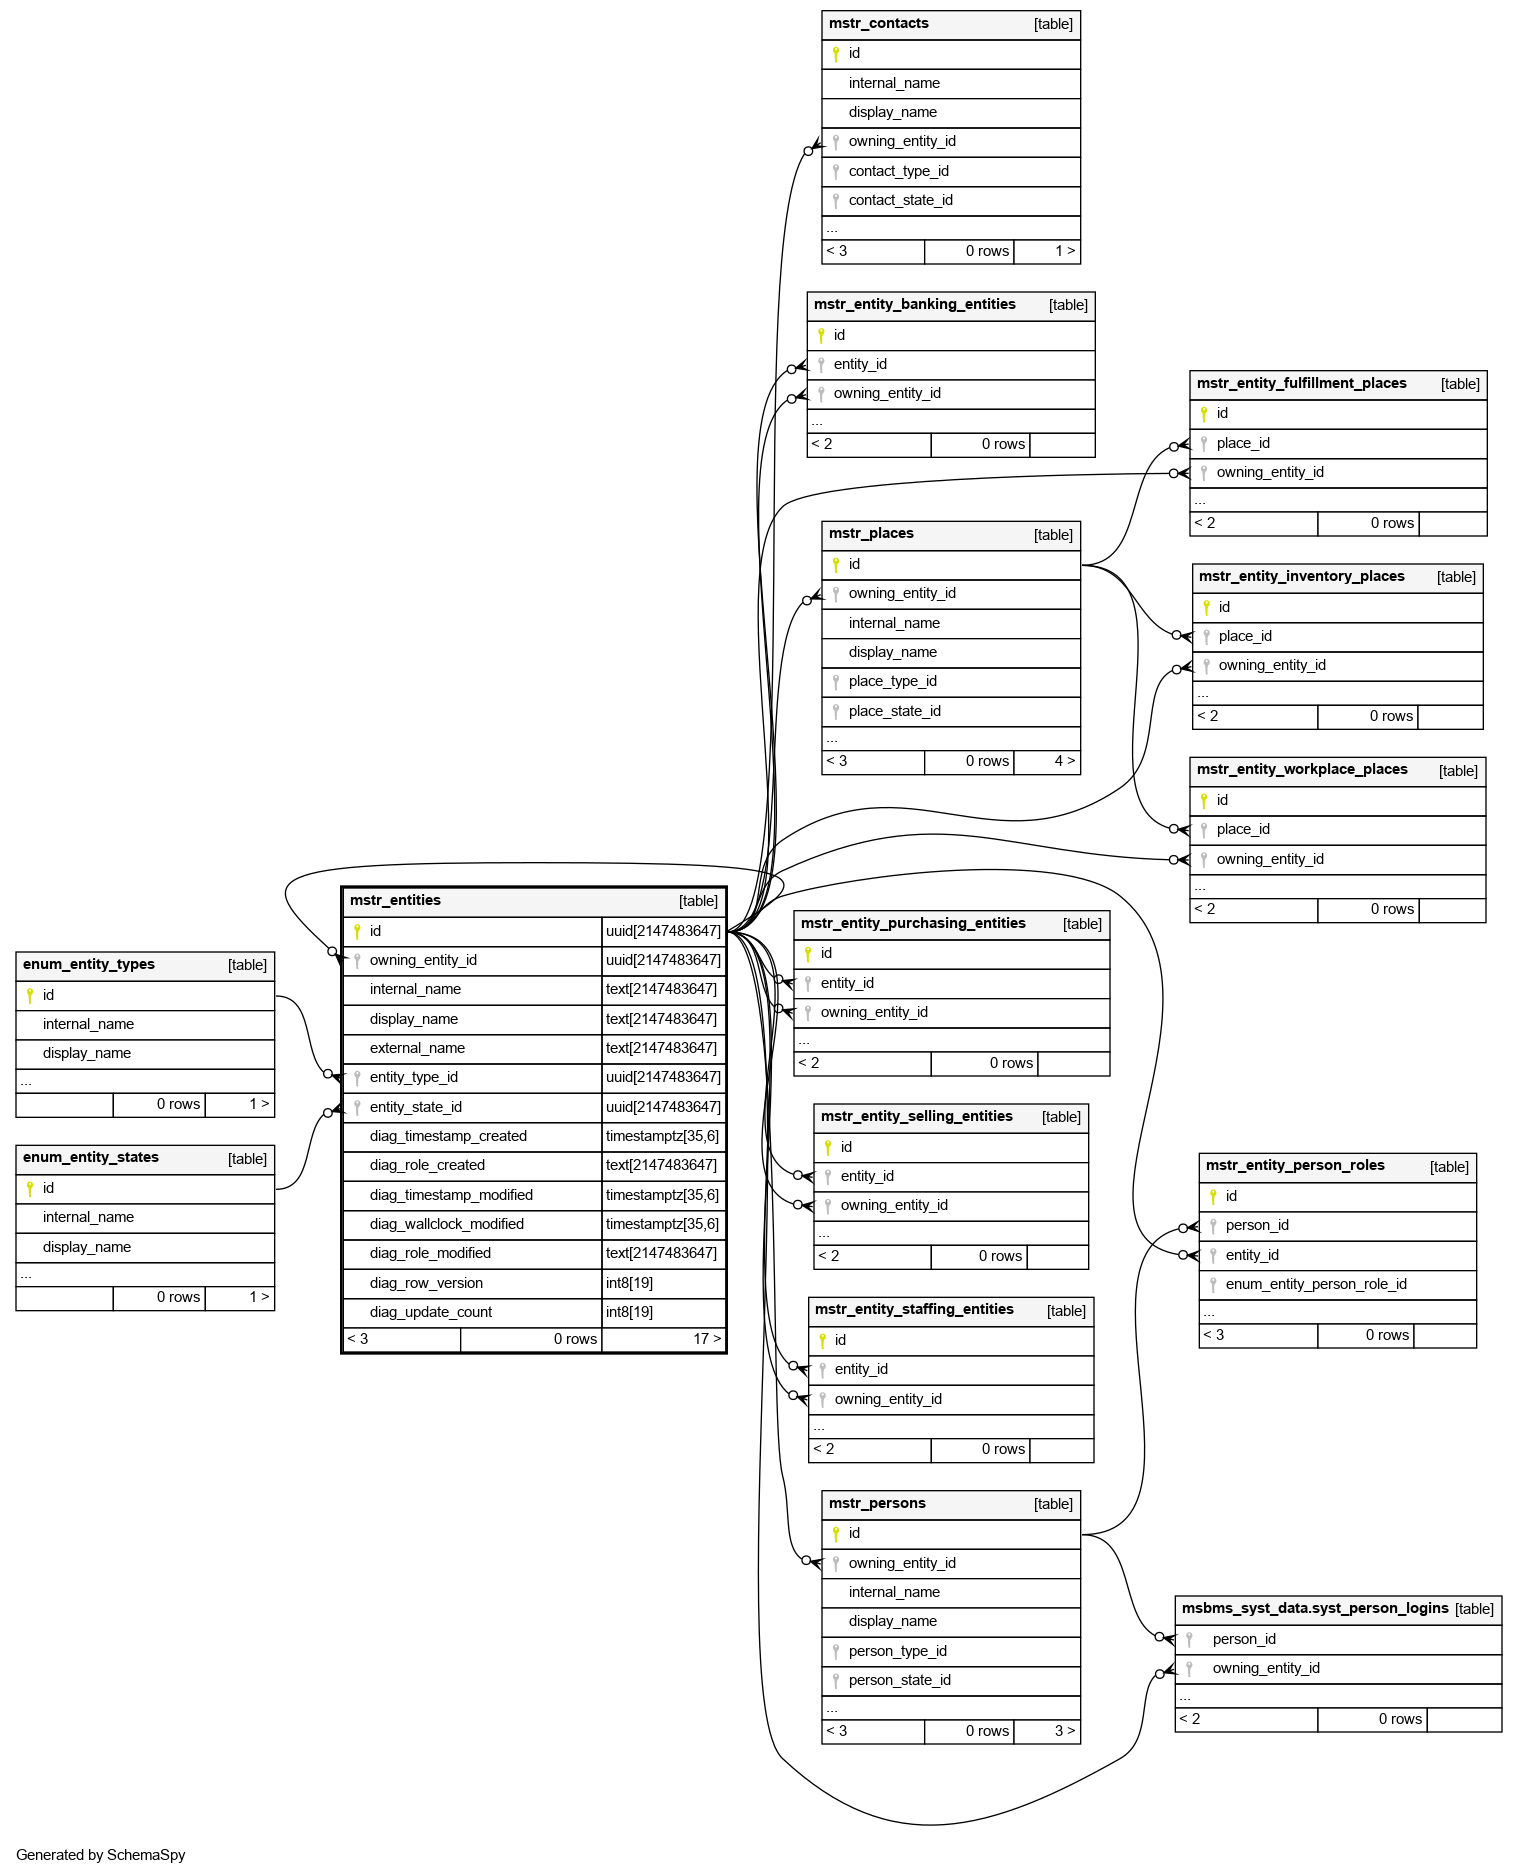 mstr_contacts [table]
id
internal_name
display_name
owning_entity_id
contact_type_id
contact_state_id
...
< 3 0 rows 1 >
mstr_entity_banking_entities [table]
id
entity_id
owning_entity_id
...
< 2 0 rows
mstr_entity_fulfillment_places [table]
id
place_id
owning_entity_id
...
< 2 0 rows
mstr_places [table]
id
owning_entity_id
internal_name
display_name
place_type_id
place_state_id
...
< 3 0 rows 4 >
mstr_entity_inventory_places [table]
id
place_id
owning_entity_id
...
< 2 0 rows
mstr_entity_workplace_places [table]
id
place_id
owning_entity_id
...
< 2 0 rows
mstr_entities [table]
id uuid[2147483647]
owning_entity_id uuid[2147483647]
internal_name text[2147483647]
display_name text[2147483647]
external_name text[2147483647]
entity_type_id uuid[2147483647]
entity_state_id uuid[2147483647]
diag_timestamp_created timestamptz[35,6]
diag_role_created text[2147483647]
diag_timestamp_modified timestamptz[35,6]
diag_wallclock_modified timestamptz[35,6]
diag_role_modified text[2147483647]
diag_row_version int8[19]
diag_update_count int8[19]
< 3 0 rows 17 >
enum_entity_types [table]
id
internal_name
display_name
...
0 rows 1 >
enum_entity_states [table]
id
internal_name
display_name
...
0 rows 1 >
mstr_entity_purchasing_entities [table]
id
entity_id
owning_entity_id
...
< 2 0 rows
mstr_entity_selling_entities [table]
id
entity_id
owning_entity_id
...
< 2 0 rows
mstr_entity_person_roles [table]
id
person_id
entity_id
enum_entity_person_role_id
...
< 3 0 rows
mstr_entity_staffing_entities [table]
id
entity_id
owning_entity_id
...
< 2 0 rows
mstr_persons [table]
id
owning_entity_id
internal_name
display_name
person_type_id
person_state_id
...
< 3 0 rows 3 >
msbms_syst_data.syst_person_logins [table]
person_id
owning_entity_id
...
< 2 0 rows
Generated by SchemaSpy